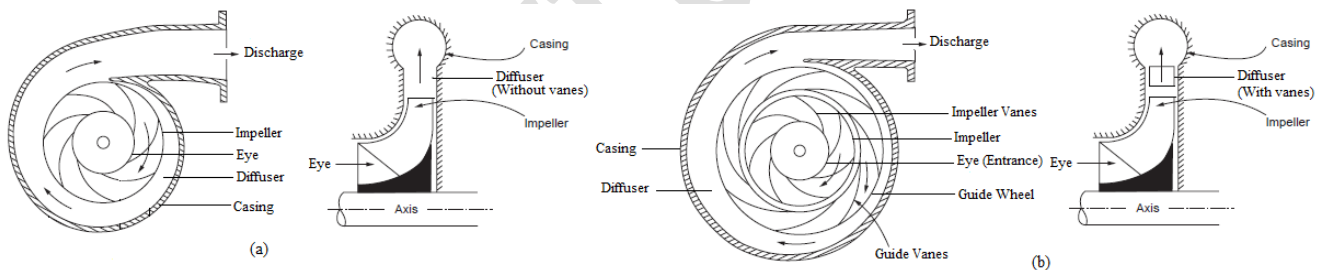 Discharge
Impeller
Eye
Diffuser
Casing
(a)
Casing
Diffuser
(Without vanes)
Impeller
Eye
Axis
Discharge
Impeller Vanes
Impeller
Casing
Eye (Entrance)
Diffuser
Guide Wheel
Guide Vanes
(b)
Casing
Diffuser
(With vanes)
Impeller
Eye
Axis